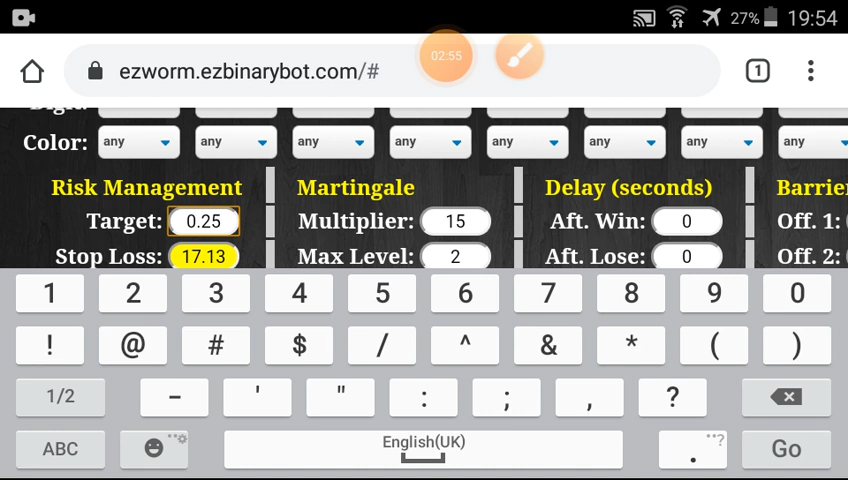 27% 19:54
02:55
ezworm.ezbinarybot.com/# 1
Digit:
Color: any any any any any any any any
Risk Management Martingale Delay (seconds) Barrier
Target: 0.25 Multiplier: 15 Aft. Win: 0 Off. 1:
Stop Loss: 17.13 Max Level: 2 Aft. Lose: 0 Off. 2:
1 2 3 4 5 6 7 8 9 0
! @ # $ / ^ & * ( )
1/2 - ' " : ; , ?
ABC English(UK) . ..? Go